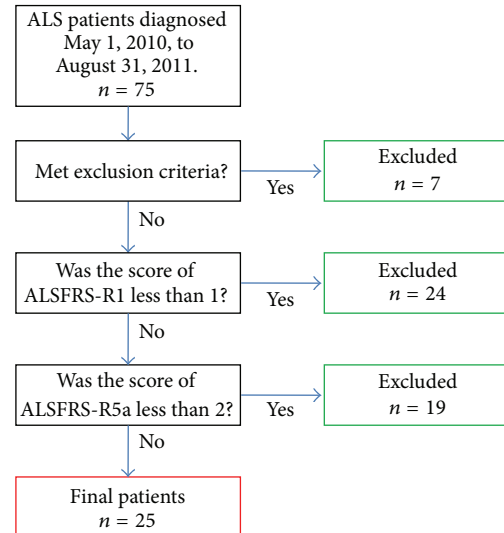 ALS patients diagnosed
May 1, 2010, to
August 31, 2011.
n = 75
Met exclusion criteria?
Yes
Excluded
n = 7
No
Was the score of
ALSFRS-R1 less than 1?
Yes
Excluded
n = 24
No
Was the score of
ALSFRS-R5a less than 2?
Yes
Excluded
n = 19
No
Final patients
n = 25